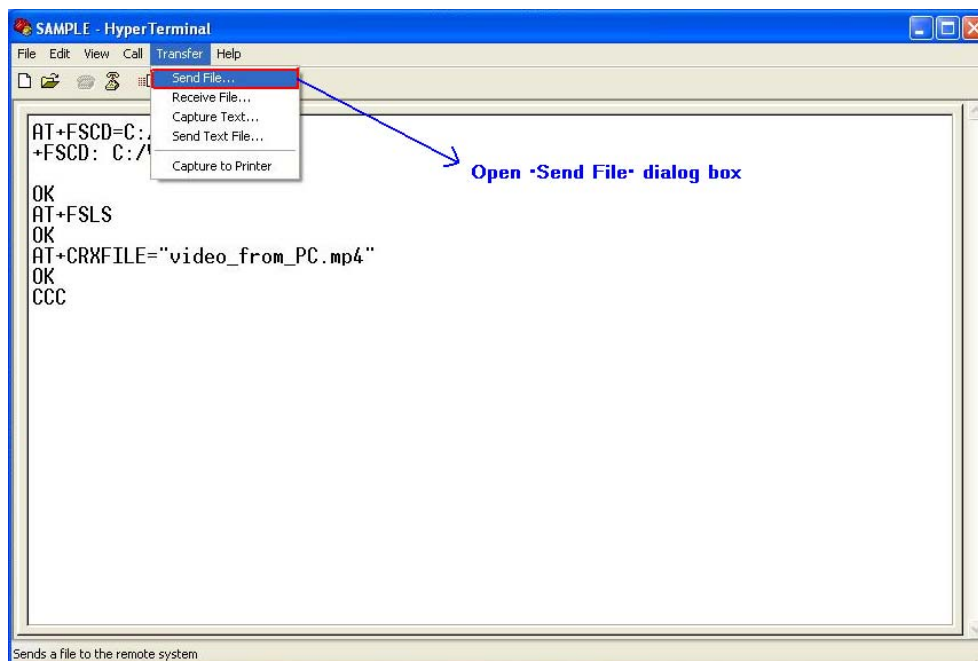 SAMPLE - HyperTerminal
File Edit View Call Transfer Help
Send File...
Receive File...
Capture Text...
Send Text File...
Capture to Printer
AT+FSCD=C:
+FSCD: C:/
OK
AT+FSLS
OK
AT+CRXFILE="video_from_PC.mp4"
OK
CCC
Open "Send File" dialog box
Sends a file to the remote system